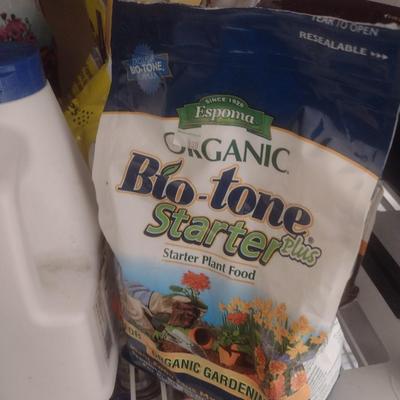 TEAR TO OPEN
RESEALABLE >>>
BIO-TONE
SINCE 1929
Espoma
ORGANIC
Bio-tone®
Starter Plus
Starter Plant Food
FOR
ORGANIC GARDENING